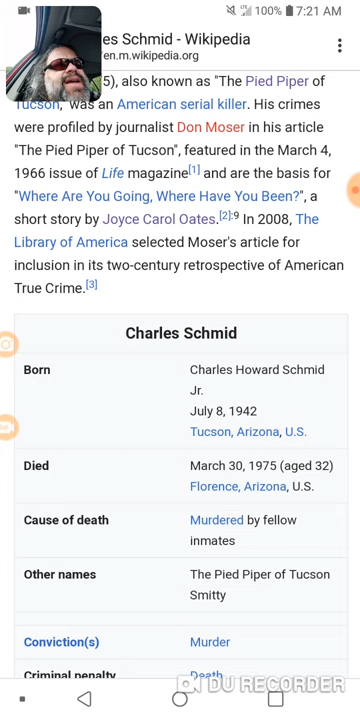 100% 7:21 AM
es Schmid - Wikipedia
en.m.wikipedia.org
5), also known as "The Pied Piper of
Tucson," was an American serial killer. His crimes
were profiled by journalist Don Moser in his article
"The Pied Piper of Tucson", featured in the March 4,
1966 issue of Life magazine[1] and are the basis for
"Where Are You Going, Where Have You Been?", a
short story by Joyce Carol Oates.[2]:9 In 2008, The
Library of America selected Moser's article for
inclusion in its two-century retrospective of American
True Crime.[3]
Charles Schmid
Born Charles Howard Schmid
Jr.
July 8, 1942
Tucson, Arizona, U.S.
Died March 30, 1975 (aged 32)
Florence, Arizona, U.S.
Cause of death Murdered by fellow
inmates
Other names The Pied Piper of Tucson
Smitty
Conviction(s) Murder
Criminal penalty Death
DU RECORDER